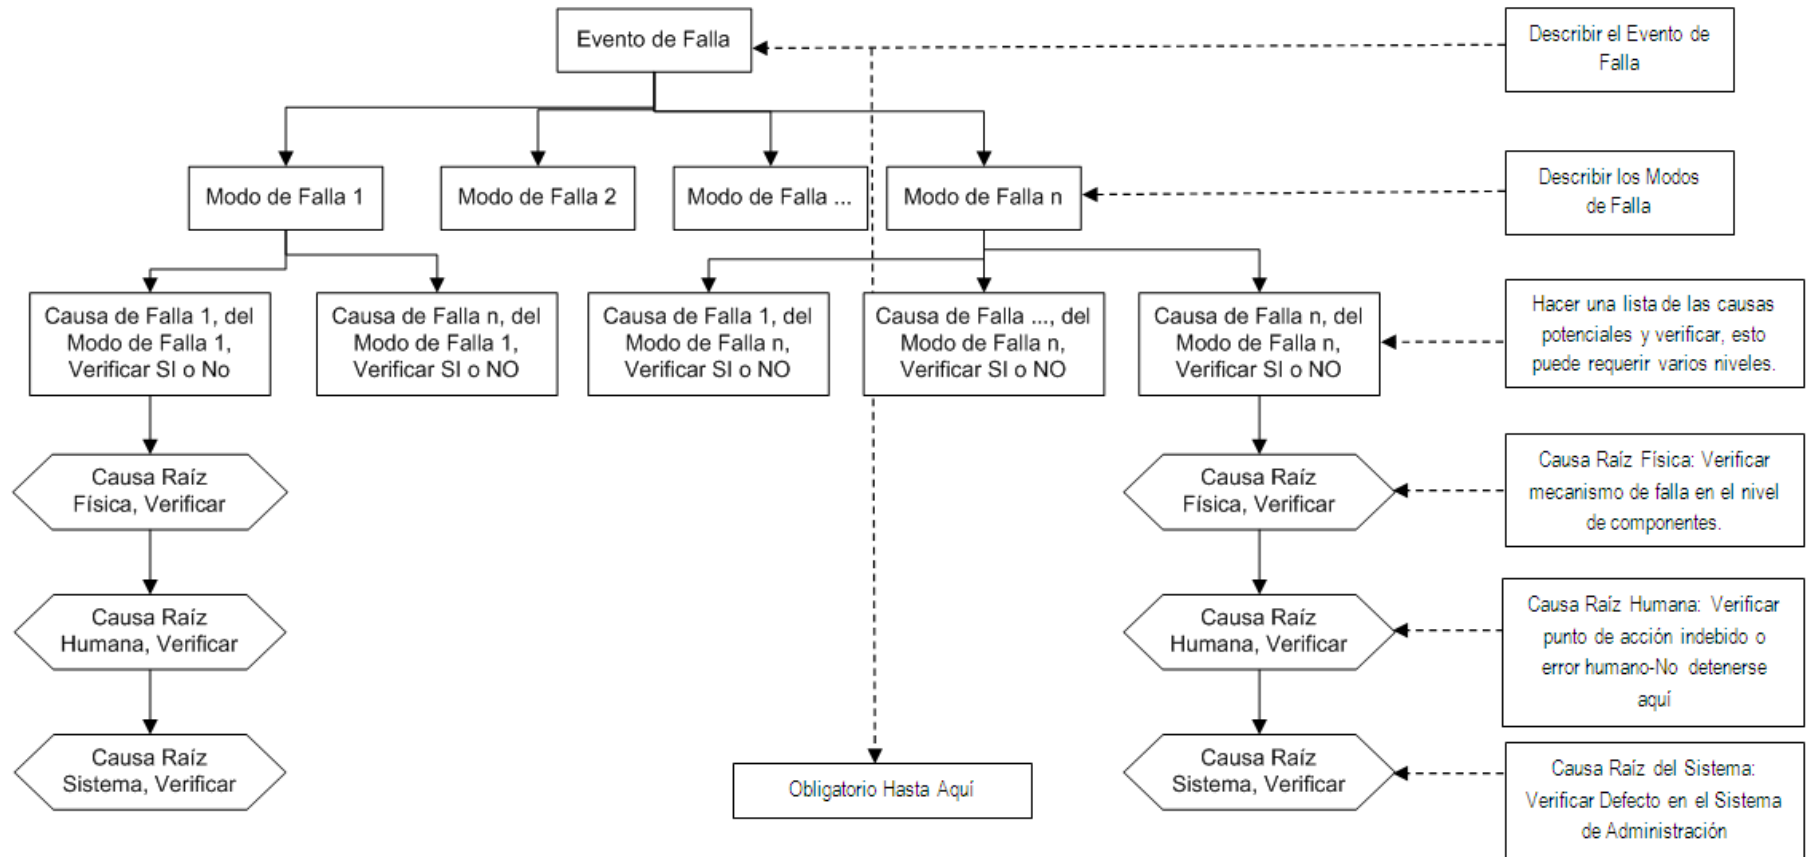 Evento de Falla
Describir el Evento de
Falla
Modo de Falla 1
Modo de Falla 2
Modo de Falla ...
Modo de Falla n
Describir los Modos
de Falla
Causa de Falla 1, del
Modo de Falla 1,
Verificar SI o No
Causa de Falla n, del
Modo de Falla 1,
Verificar SI o NO
Causa de Falla 1, del
Modo de Falla n,
Verificar SI o NO
Causa de Falla ..., del
Modo de Falla n,
Verificar SI o NO
Causa de Falla n, del
Modo de Falla n,
Verificar SI o NO
Hacer una lista de las causas
potenciales y verificar, esto
puede requerir varios niveles.
Causa Raíz
Física, Verificar
Causa Raíz
Física, Verificar
Causa Raíz Física: Verificar
mecanismo de falla en el nivel
de componentes.
Causa Raíz
Humana, Verificar
Causa Raíz
Humana, Verificar
Causa Raíz Humana: Verificar
punto de acción indebido o
error humano-No detenerse
aquí
Causa Raíz
Sistema, Verificar
Obligatorio Hasta Aquí
Causa Raíz
Sistema, Verificar
Causa Raíz del Sistema:
Verificar Defecto en el Sistema
de Administración